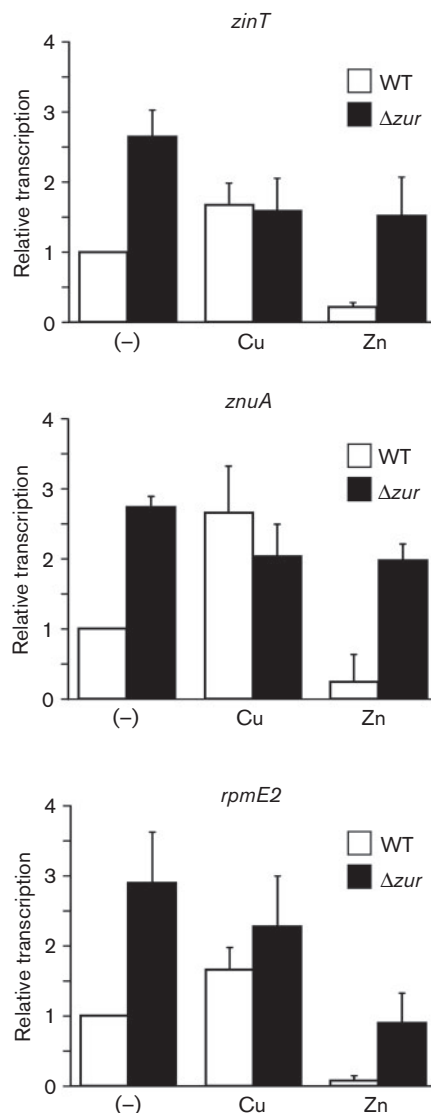 zinT
4
3
2
1
0
Relative transcription
WT
Δzur
(–)
Cu
Zn
znuA
4
3
2
1
0
Relative transcription
WT
Δzur
(–)
Cu
Zn
rpmE2
4
3
2
1
0
Relative transcription
WT
Δzur
(–)
Cu
Zn